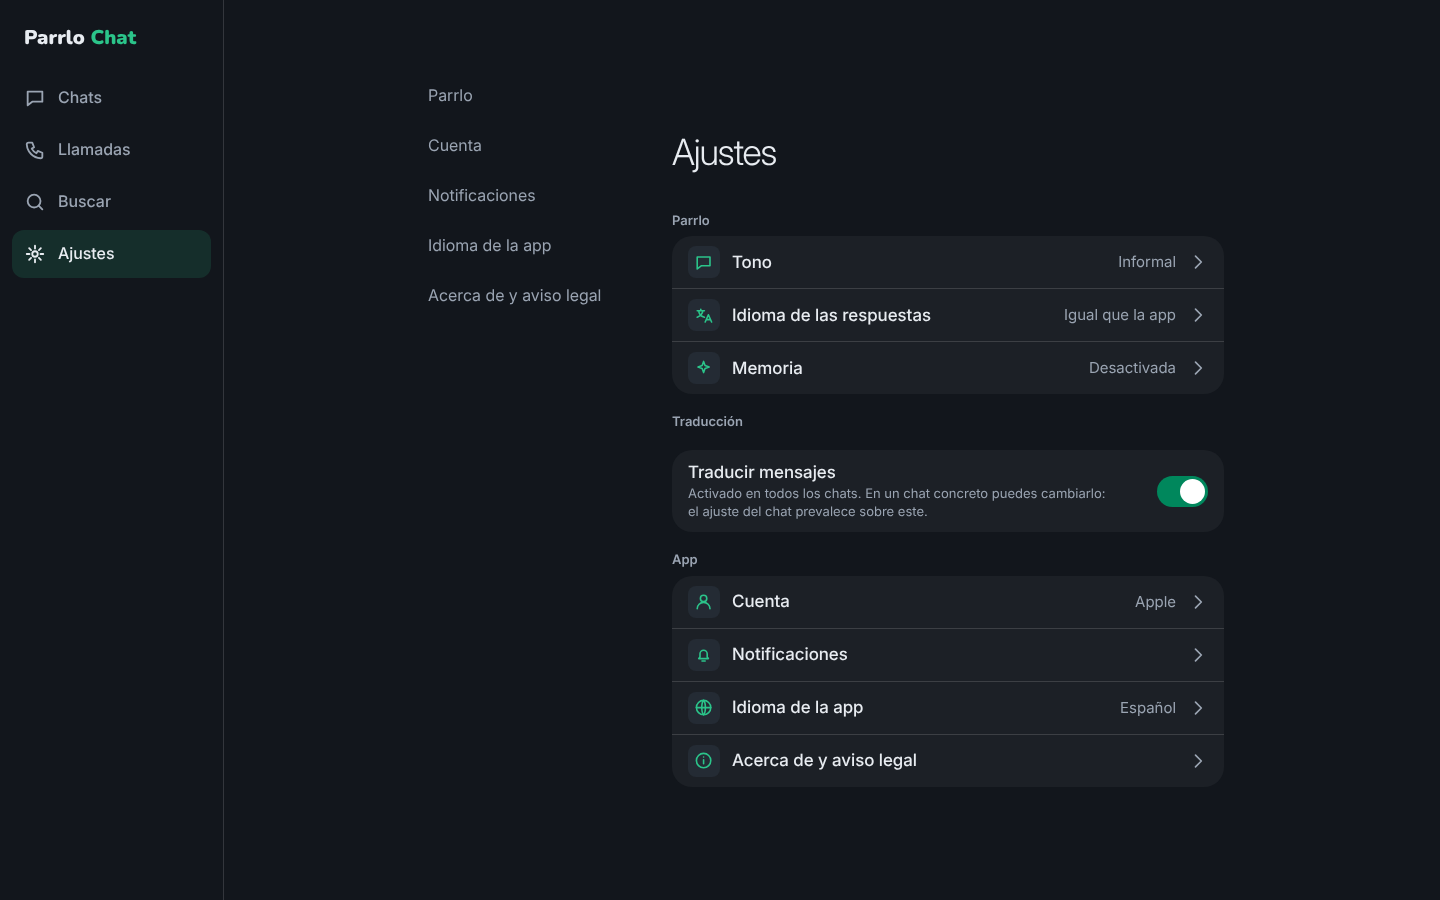 Parrlo Chat
Chats
Llamadas
Buscar
Ajustes
Parrlo
Cuenta
Notificaciones
Idioma de la app
Acerca de y aviso legal
Ajustes
Parrlo
Tono
Informal
Idioma de las respuestas
Igual que la app
Memoria
Desactivada
Traducción
Traducir mensajes
Activado en todos los chats. En un chat concreto puedes cambiarlo:
el ajuste del chat prevalece sobre este.
App
Cuenta
Apple
Notificaciones
Idioma de la app
Español
Acerca de y aviso legal